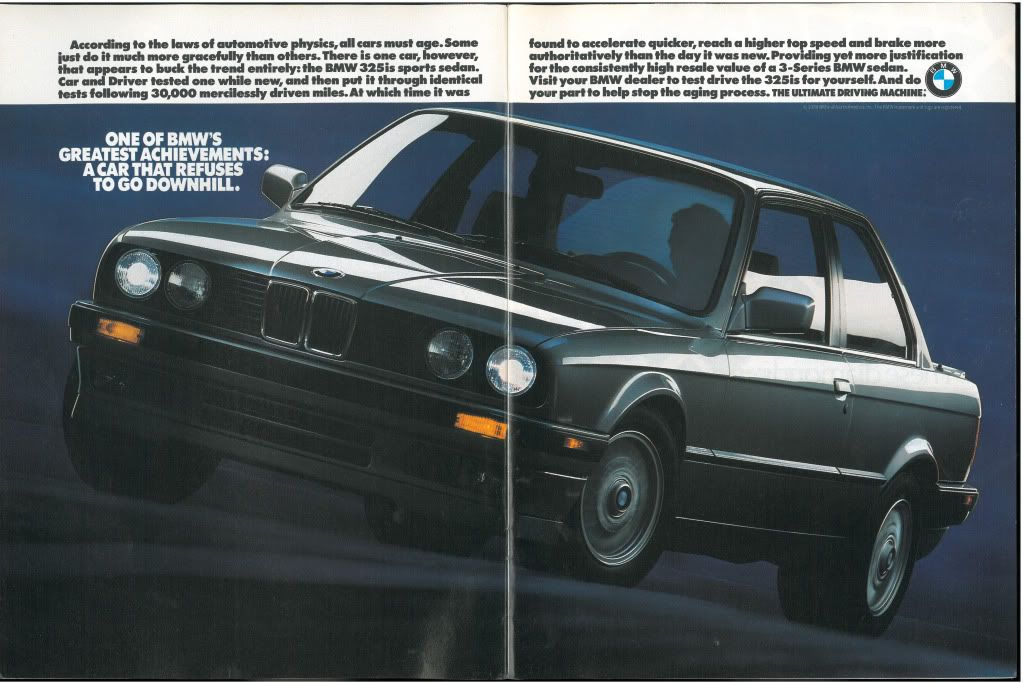 According to the laws of automotive physics, all cars must age. Some
just do it much more gracefully than others. There is one car, however,
that appears to buck the trend entirely: the BMW 325is sports sedan.
Car and Driver tested one while new, and then put it through identical
tests following 30,000 mercilessly driven miles. At which time it was
found to accelerate quicker, reach a higher top speed and brake more
authoritatively than the day it was new. Providing yet more justification
for the consistently high resale value of a 3-Series BMW sedan.
Visit your BMW dealer to test drive the 325is for yourself. And do
your part to help stop the aging process. THE ULTIMATE DRIVING MACHINE.
BMW
ONE OF BMW'S
GREATEST ACHIEVEMENTS:
A CAR THAT REFUSES
TO GO DOWNHILL.